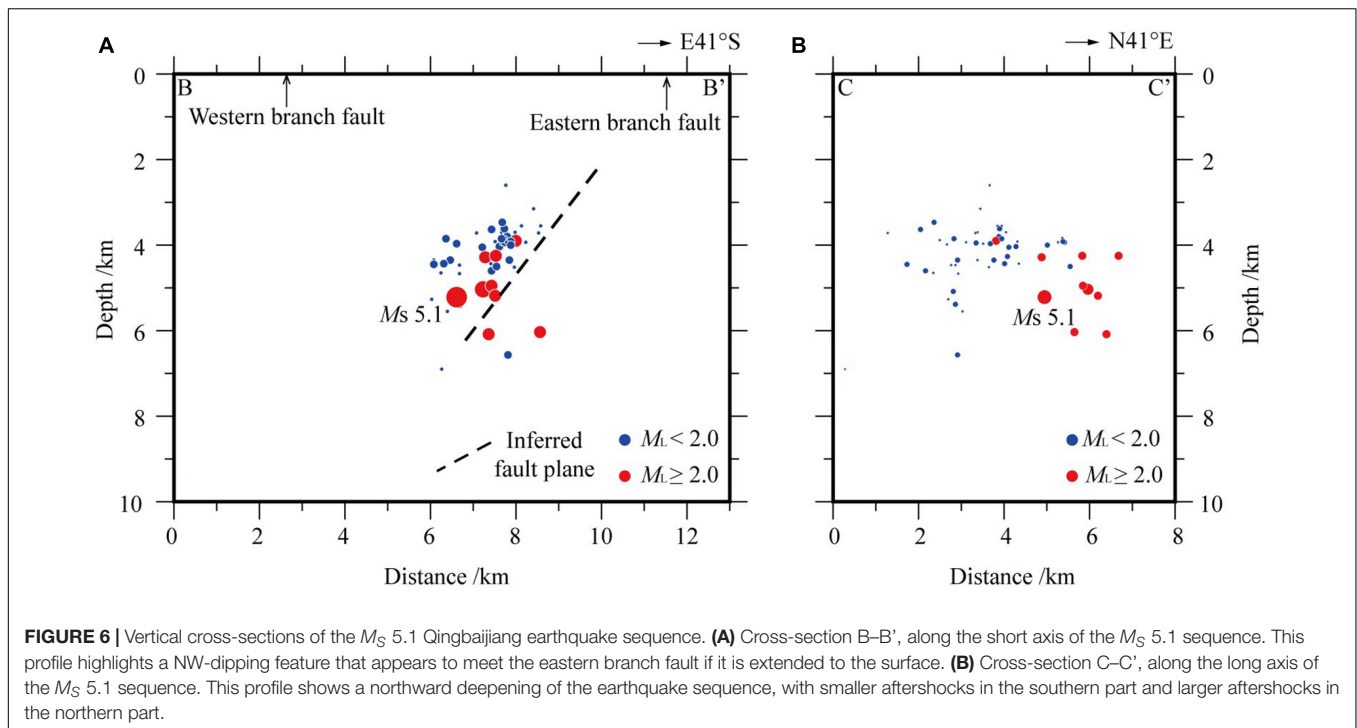 A
→ E41°S
B
B'
Western branch fault
Eastern branch fault
0
2
4
6
8
10
Depth /km
Ms 5.1
Inferred
fault plane
ML < 2.0
ML ≥ 2.0
0 2 4 6 8 10 12
Distance /km
B
→ N41°E
C
C'
Ms 5.1
ML < 2.0
ML ≥ 2.0
0
2
4
6
8
10
Depth /km
0 2 4 6 8
Distance /km
FIGURE 6 | Vertical cross-sections of the MS 5.1 Qingbaijiang earthquake sequence. (A) Cross-section B–B', along the short axis of the MS 5.1 sequence. This
profile highlights a NW-dipping feature that appears to meet the eastern branch fault if it is extended to the surface. (B) Cross-section C–C', along the long axis of
the MS 5.1 sequence. This profile shows a northward deepening of the earthquake sequence, with smaller aftershocks in the southern part and larger aftershocks in
the northern part.